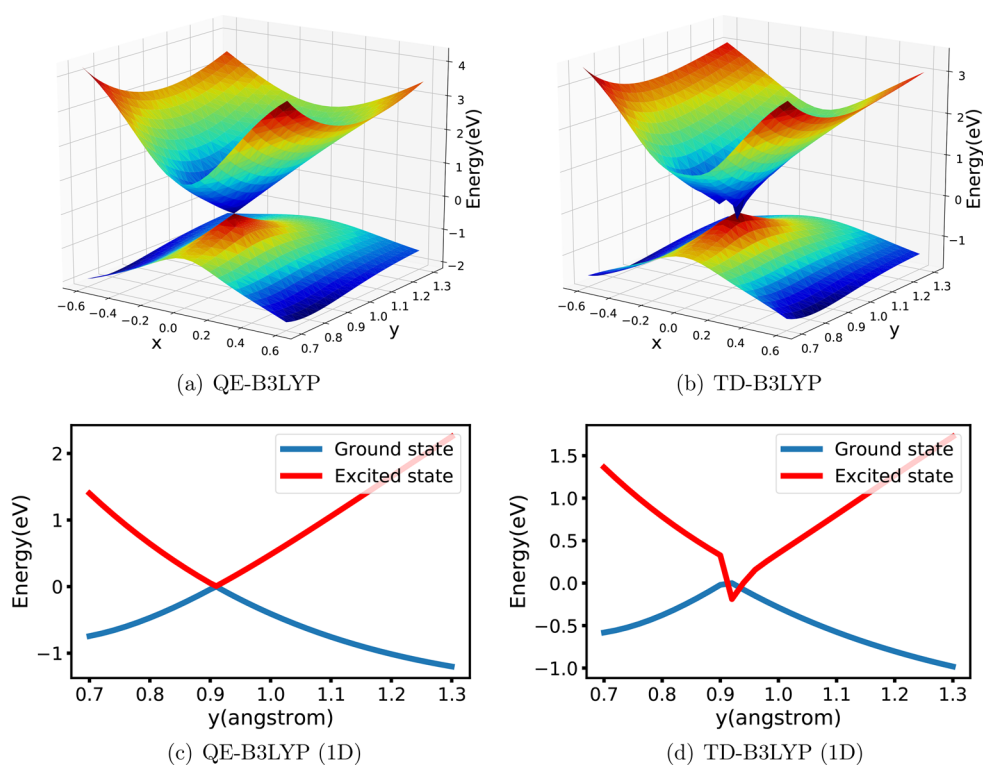 4
3
2
1
0
−1
−2
Energy(eV)
−0.6
−0.4
−0.2
0.0
0.2
0.4
0.6
x
0.7
0.8
0.9
1.0
1.1
1.2
1.3
y
(a) QE-B3LYP
3
2
1
0
−1
Energy(eV)
−0.6
−0.4
−0.2
0.0
0.2
0.4
0.6
x
0.7
0.8
0.9
1.0
1.1
1.2
1.3
y
(b) TD-B3LYP
Ground state
Excited state
2
1
0
−1
Energy(eV)
0.7 0.8 0.9 1.0 1.1 1.2 1.3
y(angstrom)
(c) QE-B3LYP (1D)
Ground state
Excited state
1.5
1.0
0.5
0.0
−0.5
−1.0
Energy(eV)
0.7 0.8 0.9 1.0 1.1 1.2 1.3
y(angstrom)
(d) TD-B3LYP (1D)